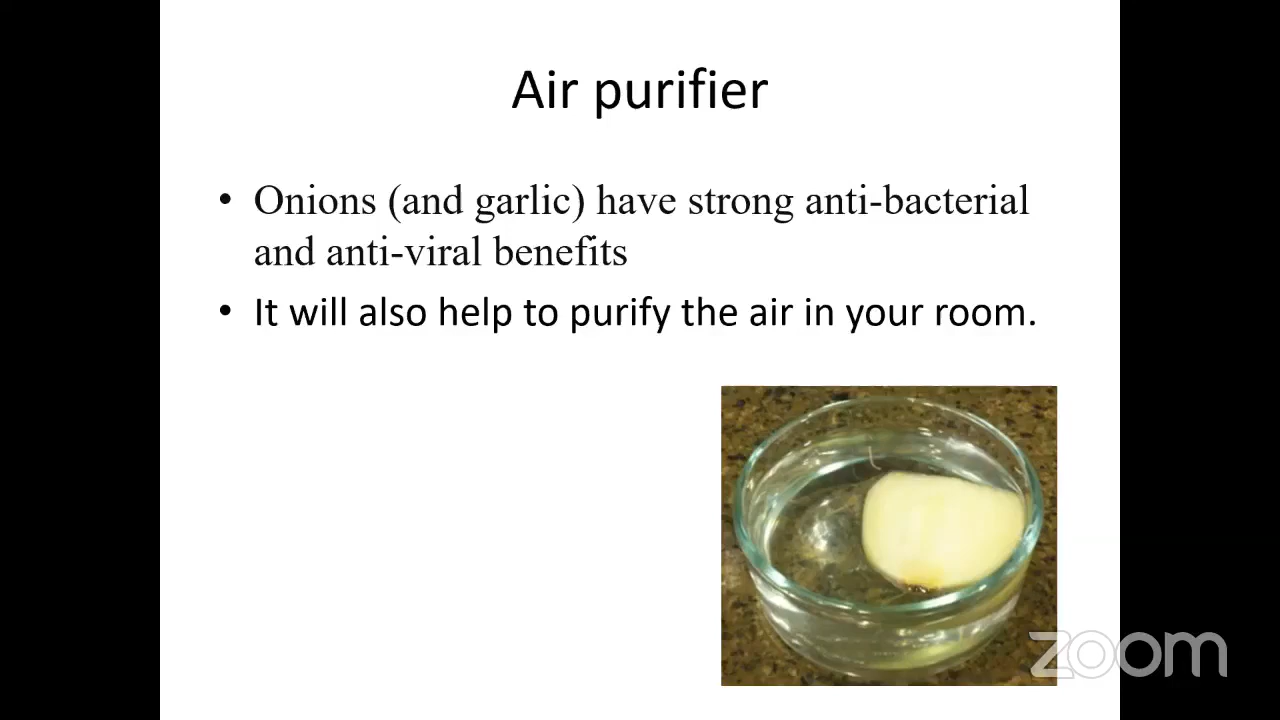 Air purifier
• Onions (and garlic) have strong anti-bacterial
and anti-viral benefits
• It will also help to purify the air in your room.
zoom